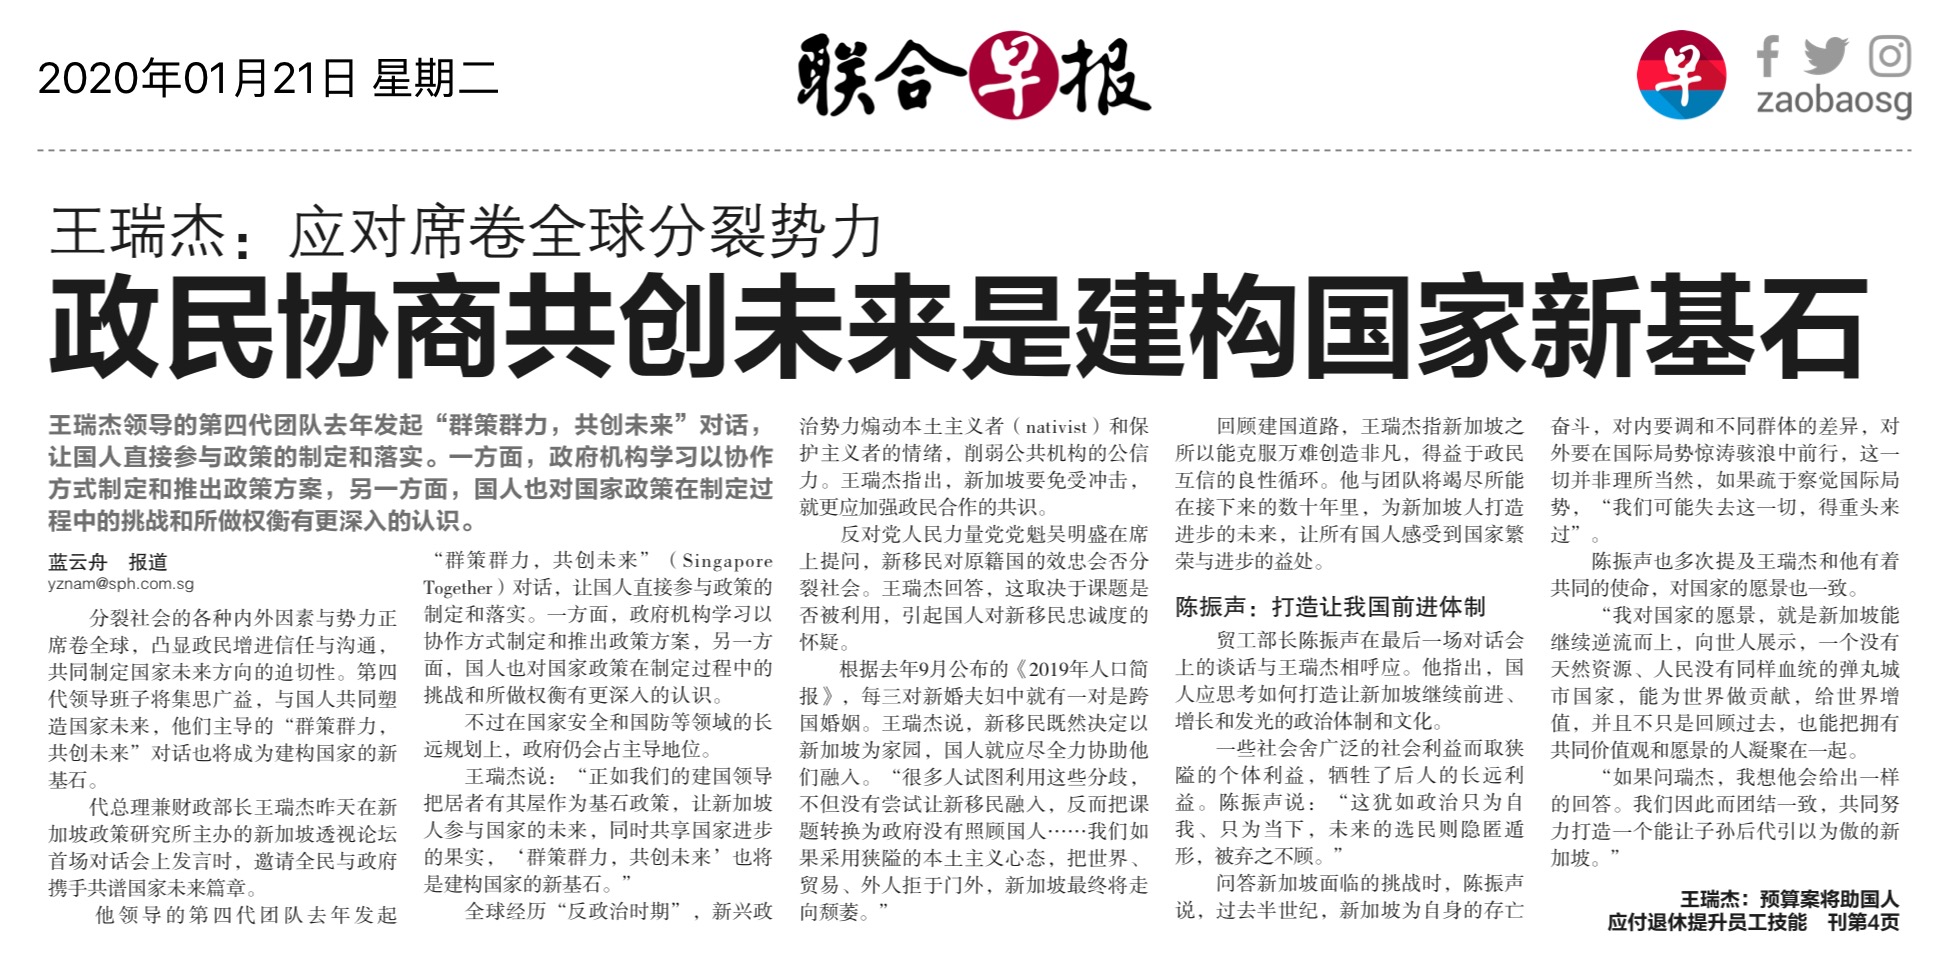 2020年01月21日 星期二
联合早报
早
zaobaosg
王瑞杰：应对席卷全球分裂势力
政民协商共创未来是建构国家新基石
王瑞杰领导的第四代团队去年发起“群策群力，共创未来”对话，
让国人直接参与政策的制定和落实。一方面，政府机构学习以协作
方式制定和推出政策方案，另一方面，国人也对国家政策在制定过
程中的挑战和所做权衡有更深入的认识。
蓝云舟　报道
yznam@sph.com.sg
分裂社会的各种内外因素与势力正
席卷全球，凸显政民增进信任与沟通，
共同制定国家未来方向的迫切性。第四
代领导班子将集思广益，与国人共同塑
造国家未来，他们主导的“群策群力，
共创未来”对话也将成为建构国家的新
基石。
代总理兼财政部长王瑞杰昨天在新
加坡政策研究所主办的新加坡透视论坛
首场对话会上发言时，邀请全民与政府
携手共谱国家未来篇章。
他领导的第四代团队去年发起
“群策群力，共创未来”（Singapore
Together）对话，让国人直接参与政策的
制定和落实。一方面，政府机构学习以
协作方式制定和推出政策方案，另一方
面，国人也对国家政策在制定过程中的
挑战和所做权衡有更深入的认识。
不过在国家安全和国防等领域的长
远规划上，政府仍会占主导地位。
王瑞杰说：“正如我们的建国领导
把居者有其屋作为基石政策，让新加坡
人参与国家的未来，同时共享国家进步
的果实，‘群策群力，共创未来’也将
是建构国家的新基石。”
全球经历“反政治时期”，新兴政
治势力煽动本土主义者（nativist）和保
护主义者的情绪，削弱公共机构的公信
力。王瑞杰指出，新加坡要免受冲击，
就更应加强政民合作的共识。
反对党人民力量党党魁吴明盛在席
上提问，新移民对原籍国的效忠会否分
裂社会。王瑞杰回答，这取决于课题是
否被利用，引起国人对新移民忠诚度的
怀疑。
根据去年9月公布的《2019年人口简
报》，每三对新婚夫妇中就有一对是跨
国婚姻。王瑞杰说，新移民既然决定以
新加坡为家园，国人就应尽全力协助他
们融入。“很多人试图利用这些分歧，
不但没有尝试让新移民融入，反而把课
题转换为政府没有照顾国人……我们如
果采用狭隘的本土主义心态，把世界、
贸易、外人拒于门外，新加坡最终将走
向颓萎。”
回顾建国道路，王瑞杰指新加坡之
所以能克服万难创造非凡，得益于政民
互信的良性循环。他与团队将竭尽所能
在接下来的数十年里，为新加坡人打造
进步的未来，让所有国人感受到国家繁
荣与进步的益处。
陈振声：打造让我国前进体制
贸工部长陈振声在最后一场对话会
上的谈话与王瑞杰相呼应。他指出，国
人应思考如何打造让新加坡继续前进、
增长和发光的政治体制和文化。
一些社会舍广泛的社会利益而取狭
隘的个体利益，牺牲了后人的长远利
益。陈振声说：“这犹如政治只为自
我、只为当下，未来的选民则隐匿遁
形，被弃之不顾。”
问答新加坡面临的挑战时，陈振声
说，过去半世纪，新加坡为自身的存亡
奋斗，对内要调和不同群体的差异，对
外要在国际局势惊涛骇浪中前行，这一
切并非理所当然，如果疏于察觉国际局
势，“我们可能失去这一切，得重头来
过”。
陈振声也多次提及王瑞杰和他有着
共同的使命，对国家的愿景也一致。
“我对国家的愿景，就是新加坡能
继续逆流而上，向世人展示，一个没有
天然资源、人民没有同样血统的弹丸城
市国家，能为世界做贡献，给世界增
值，并且不只是回顾过去，也能把拥有
共同价值观和愿景的人凝聚在一起。
“如果问瑞杰，我想他会给出一样
的回答。我们因此而团结一致，共同努
力打造一个能让子孙后代引以为傲的新
加坡。”
王瑞杰：预算案将助国人
应付退休提升员工技能　刊第4页